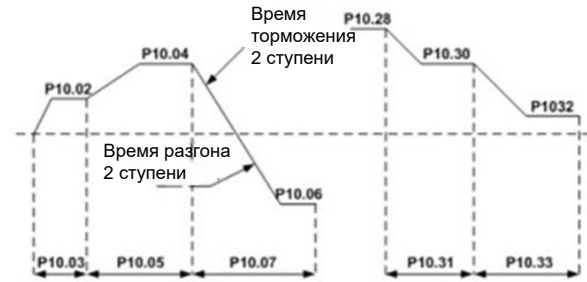 Время
торможения
2 ступени
P10.28
P10.04
P10.30
P10.02
P1032
Время разгона
2 ступени
P10.06
P10.03
P10.05
P10.07
P10.31
P10.33